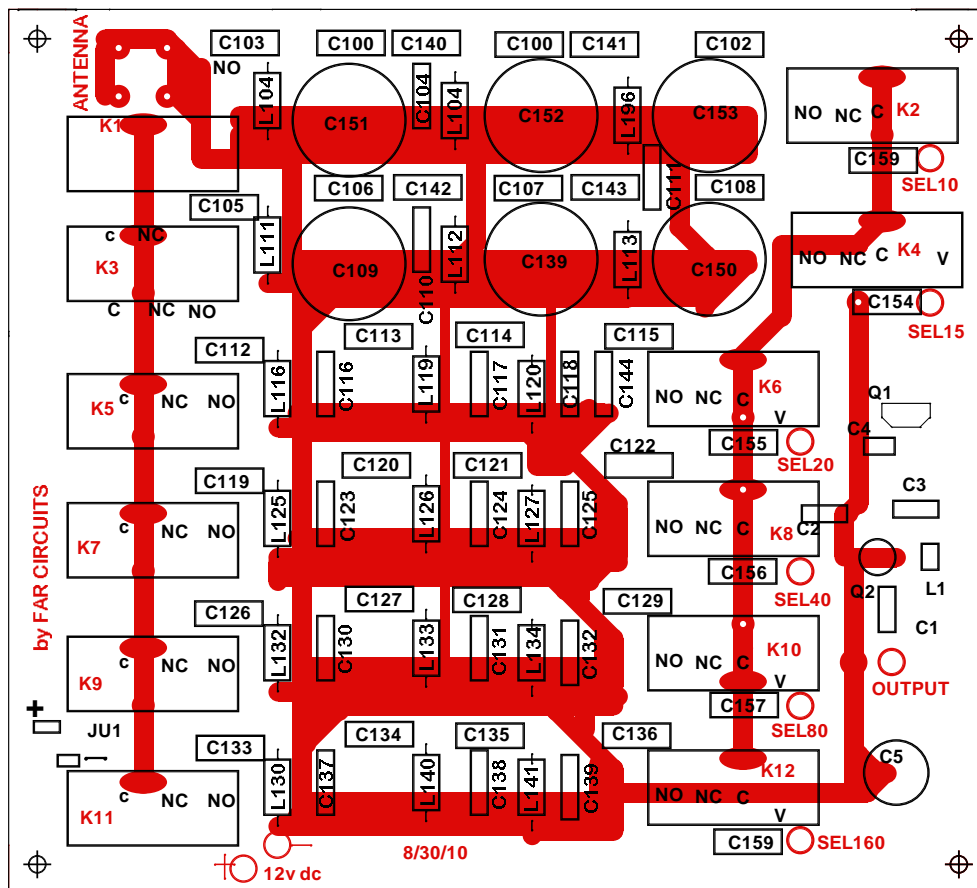 C103 C100 C140 C100 C141 C102
ANTENNA
NO
L104 C104 L104 L196
K1 C151 C152 C153
NO NC C K2
C159
SEL10
C111
C106 C142 C107 C143 C108
C105
L111 L112 L113
C NC
K3 C109 C139 C150
NO NC C K4 V
C110
C NC NO
C154
SEL15
C113 C114 C115
C112
L116 C116 L119 C117 L120 C118 C144
K5 C NC NO
NO NC C K6 V
Q1
C4
C155
SEL20
C122
C120 C121
C119
L125 C123 L126 C124 L127 C125
K7 C NC NO
NO NC C K8
C2 C3
C156
SEL40
Q2 L1
C1
by FAR CIRCUITS
C127 C128 C129
C126
L132 C130 L133 C131 L134 C132
K9 C NC NO
NO NC C K10 V
OUTPUT
C157
SEL80
+
JU1
C134 C135 C136
C133
L130 C137 L140 C138 L141 C139
K11 C NC NO
NO NC C K12 V
C5
C159
SEL160
8/30/10
+ −
12v dc